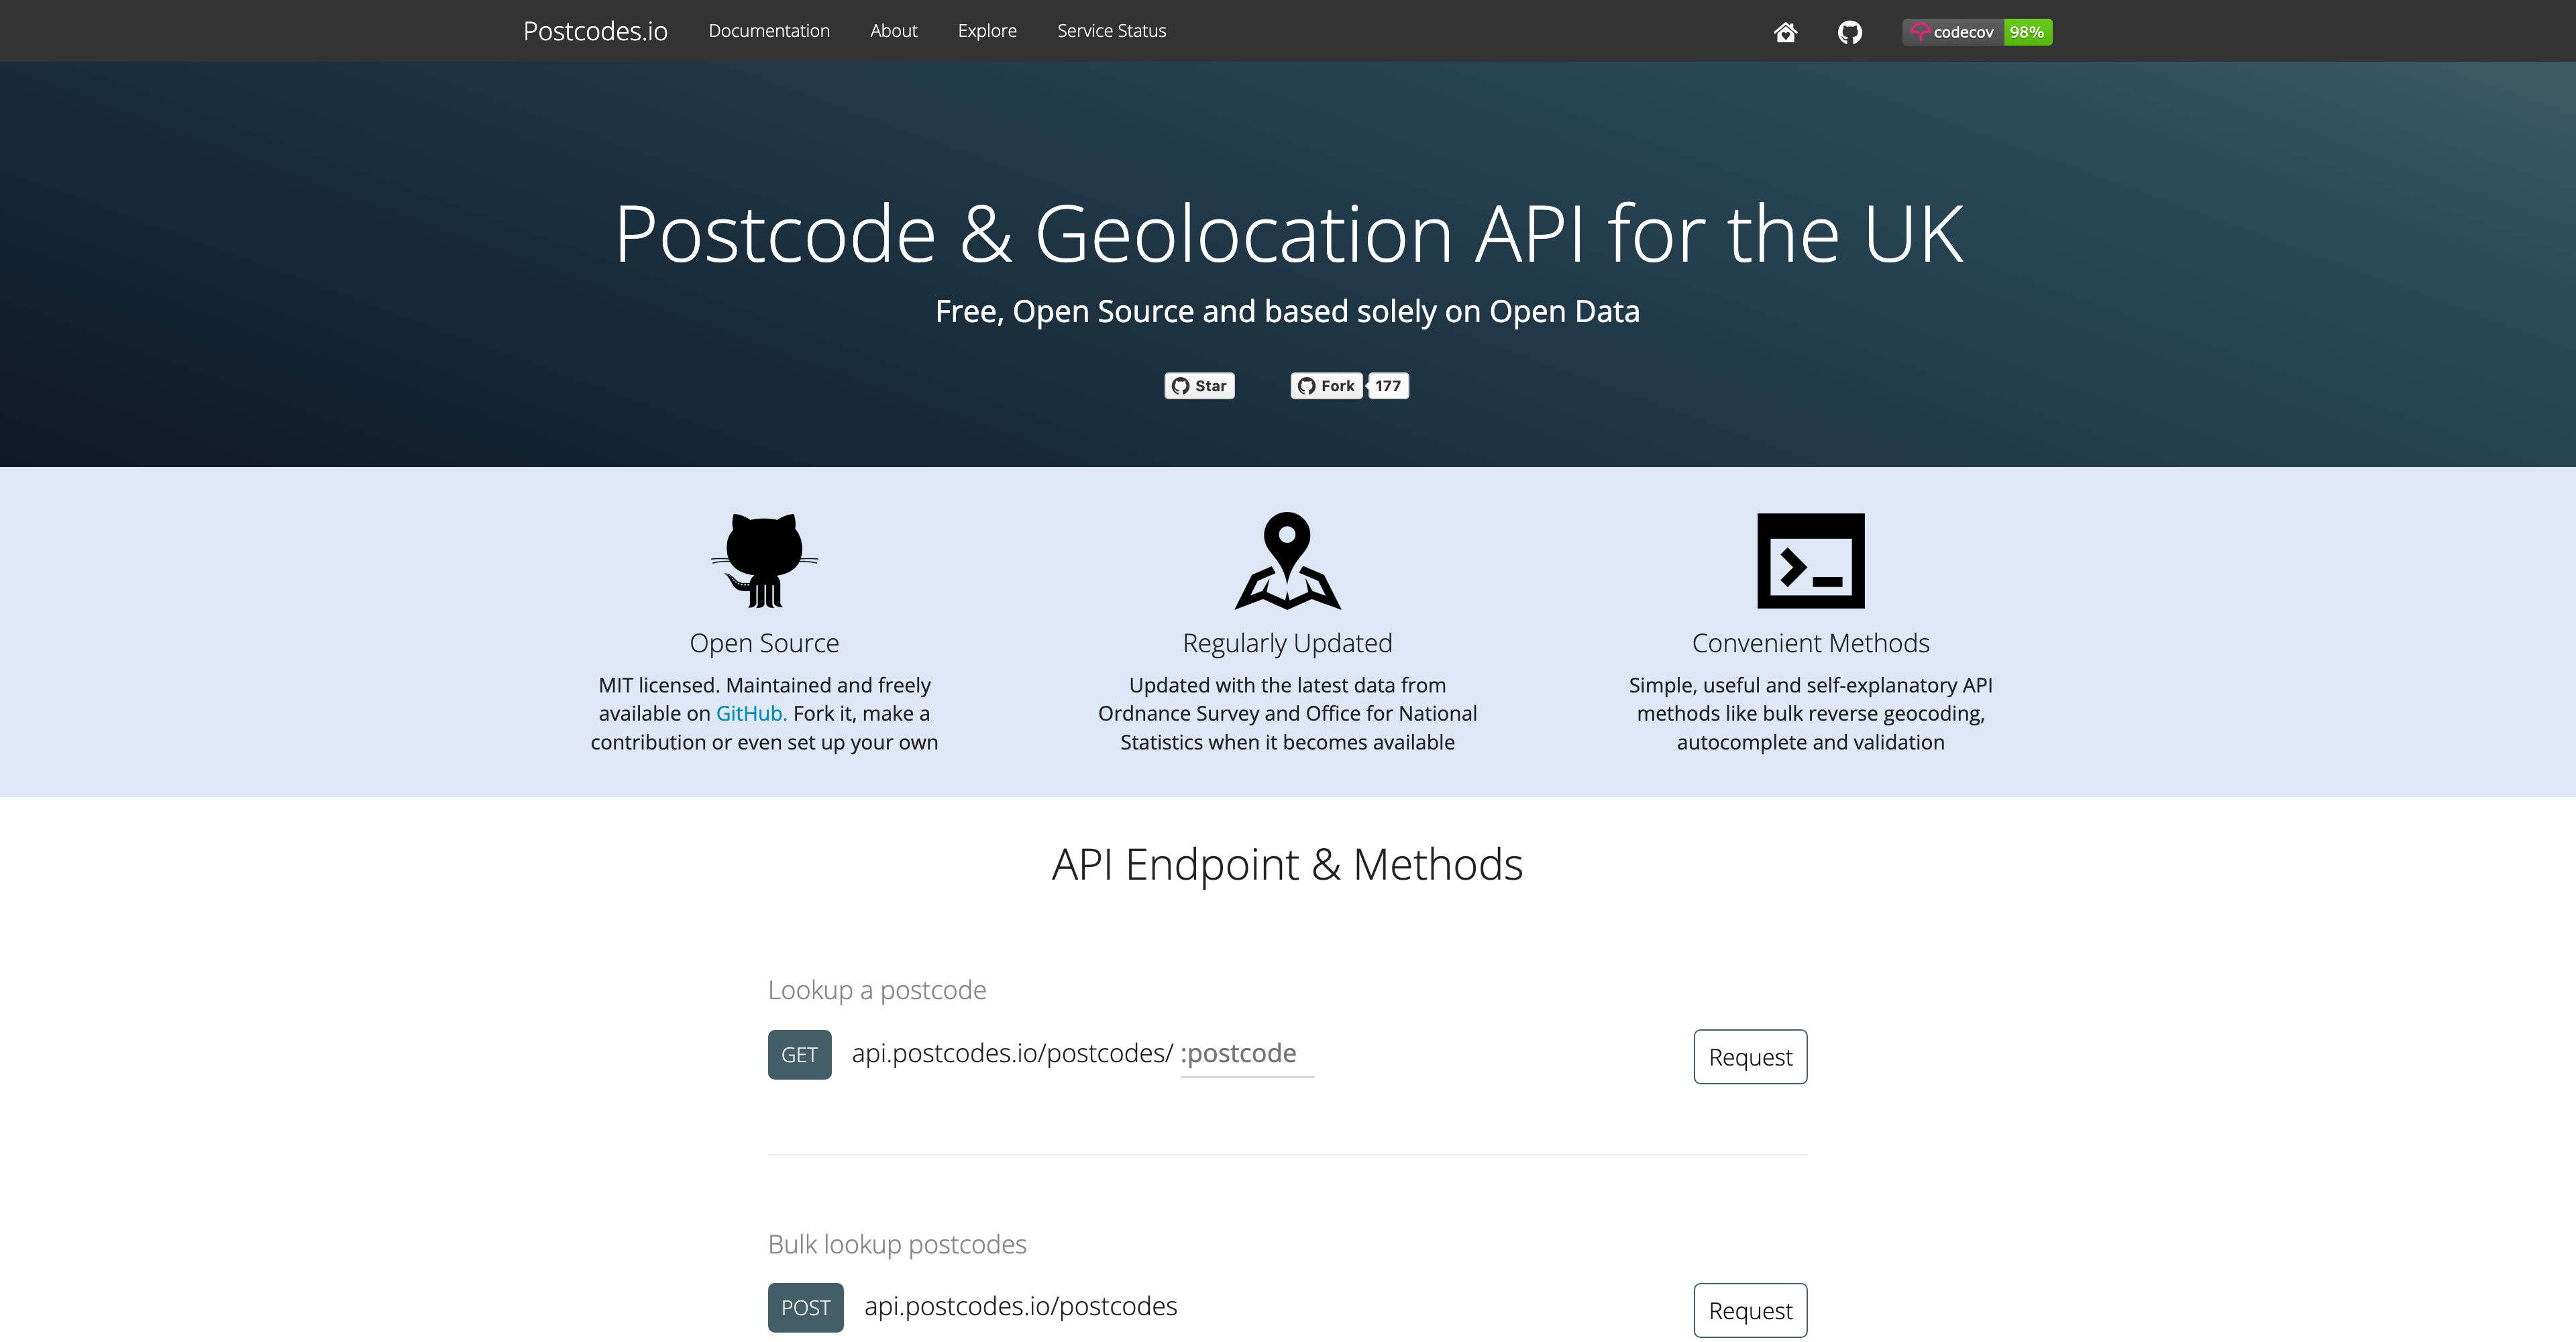 Postcodes.io Documentation About Explore Service Status codecov 98%
Postcode & Geolocation API for the UK
Free, Open Source and based solely on Open Data
Star Fork 177
Open Source
MIT licensed. Maintained and freely
available on GitHub. Fork it, make a
contribution or even set up your own
Regularly Updated
Updated with the latest data from
Ordnance Survey and Office for National
Statistics when it becomes available
Convenient Methods
Simple, useful and self-explanatory API
methods like bulk reverse geocoding,
autocomplete and validation
API Endpoint & Methods
Lookup a postcode
GET api.postcodes.io/postcodes/ :postcode Request
Bulk lookup postcodes
POST api.postcodes.io/postcodes Request